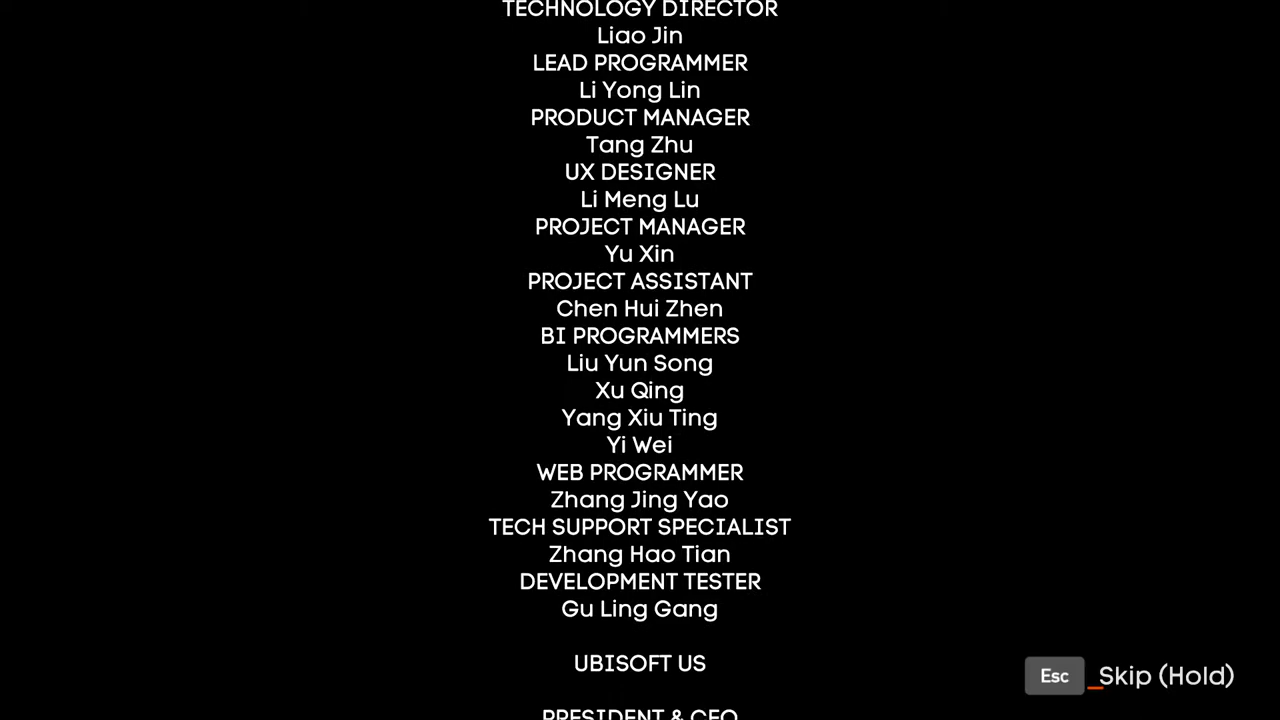 TECHNOLOGY DIRECTOR
Liao Jin
LEAD PROGRAMMER
Li Yong Lin
PRODUCT MANAGER
Tang Zhu
UX DESIGNER
Li Meng Lu
PROJECT MANAGER
Yu Xin
PROJECT ASSISTANT
Chen Hui Zhen
BI PROGRAMMERS
Liu Yun Song
Xu Qing
Yang Xiu Ting
Yi Wei
WEB PROGRAMMER
Zhang Jing Yao
TECH SUPPORT SPECIALIST
Zhang Hao Tian
DEVELOPMENT TESTER
Gu Ling Gang
UBISOFT US
PRESIDENT & CEO
Esc Skip (Hold)